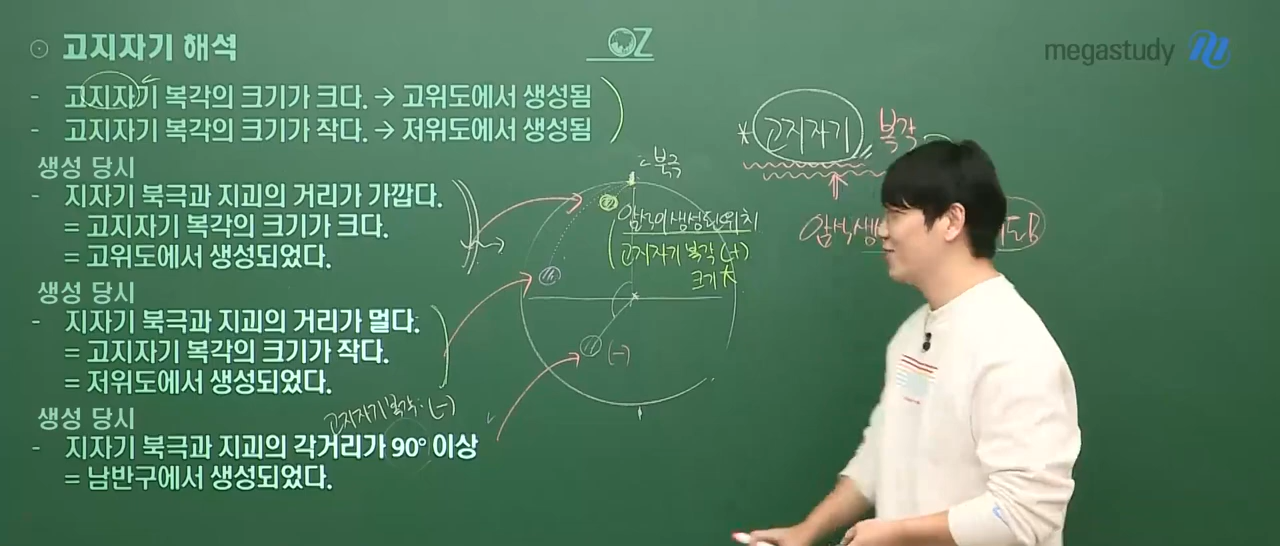 ⊙ 고지자기 해석
OZ
megastudy
- 고지자기 복각의 크기가 크다. → 고위도에서 생성됨
- 고지자기 복각의 크기가 작다. → 저위도에서 생성됨
* 고지자기 복각
생성 당시
- 지자기 북극과 지괴의 거리가 가깝다.
= 고지자기 복각의 크기가 크다.
= 고위도에서 생성되었다.
북극
암석이 생성된 위치
고지자기 복각 (+)
크기
생성 당시
- 지자기 북극과 지괴의 거리가 멀다.
= 고지자기 복각의 크기가 작다.
= 저위도에서 생성되었다.
(-)
고지자기 복각: (-)
생성 당시
- 지자기 북극과 지괴의 각거리가 90° 이상
= 남반구에서 생성되었다.